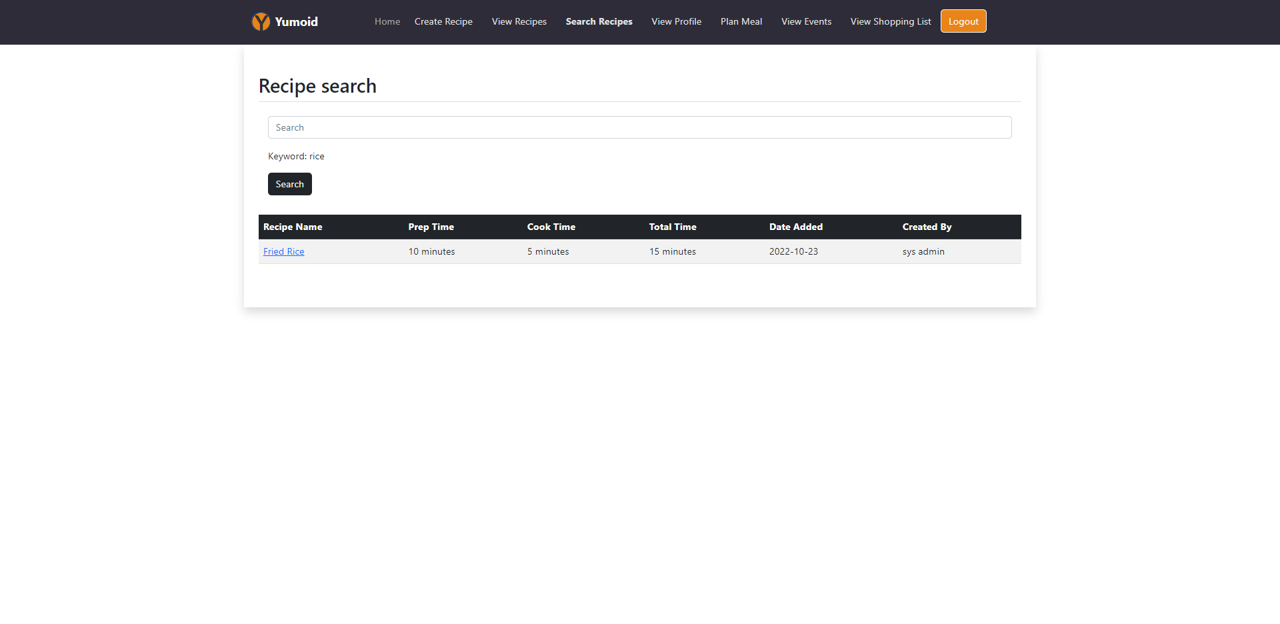 Yumoid Home Create Recipe View Recipes Search Recipes View Profile Plan Meal View Events View Shopping List Logout
Recipe search
Search
Keyword: rice
Search
Recipe Name Prep Time Cook Time Total Time Date Added Created By
Fried Rice 10 minutes 5 minutes 15 minutes 2022-10-23 sys admin